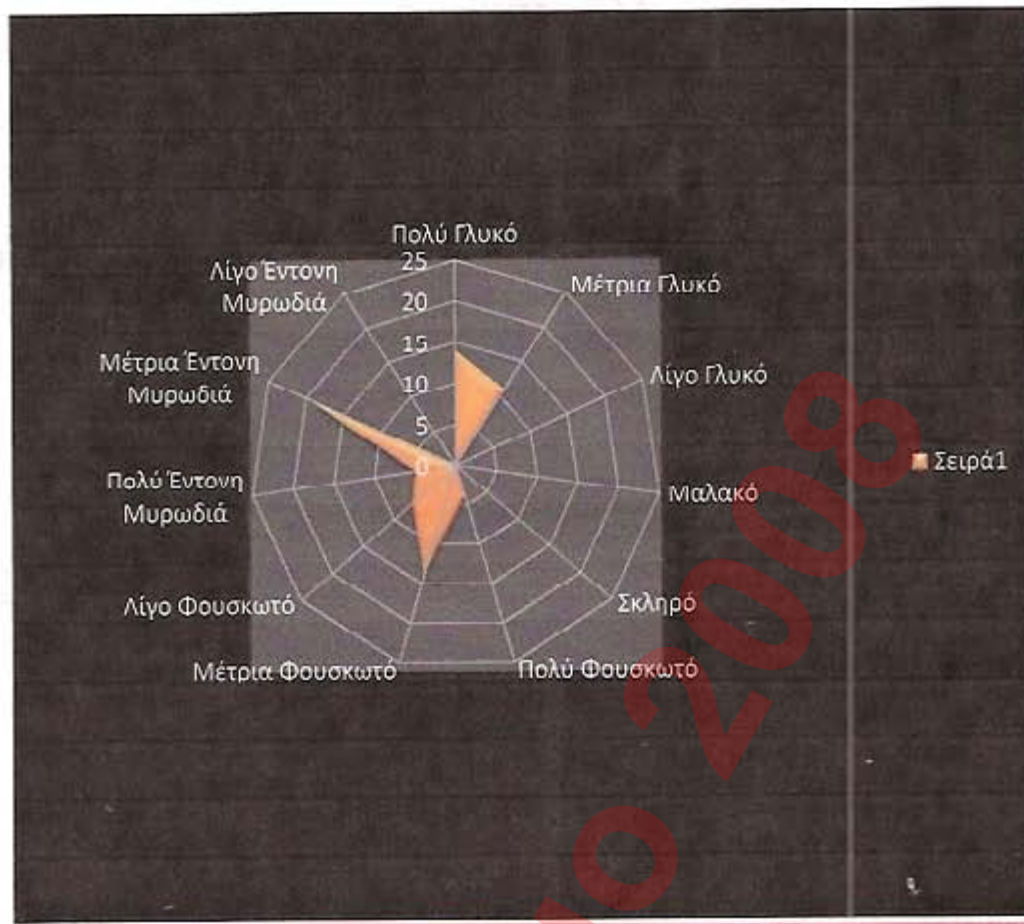 Πολύ Γλυκό
Μέτρια Γλυκό
Λίγο Γλυκό
Μαλακό
Σκληρό
Πολύ Φουσκωτό
Μέτρια Φουσκωτό
Λίγο Φουσκωτό
Πολύ Έντονη
Μυρωδιά
Μέτρια Έντονη
Μυρωδιά
Λίγο Έντονη
Μυρωδιά
25
20
15
10
5
0
Σειρά1
2008